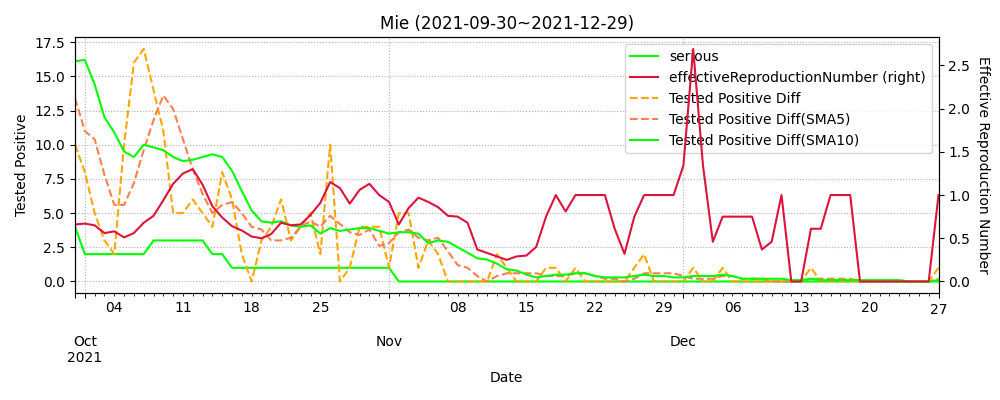 Mie (2021-09-30~2021-12-29)
17.5
15.0
12.5
10.0
7.5
5.0
2.5
0.0
Tested Positive
serious
effectiveReproductionNumber (right)
Tested Positive Diff
Tested Positive Diff(SMA5)
Tested Positive Diff(SMA10)
2.5
2.0
1.5
1.0
0.5
0.0
Effective Reproduction Number
04 11 18 25 08 15 22 29 06 13 20 27
Oct Nov Dec
2021
Date